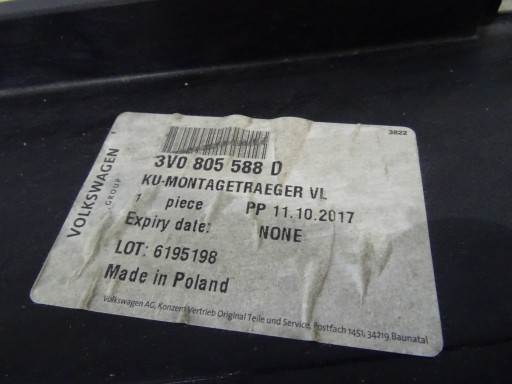 3822
VOLKSWAGEN
GROUP
3V0 805 588 D
KU-MONTAGETRAEGER VL
1 piece PP 11.10.2017
Expiry date: NONE
LOT: 6195198
Made in Poland
Volkswagen AG, Konzern Vertrieb Original Teile und Service, Postfach 1451, 34219 Baunatal